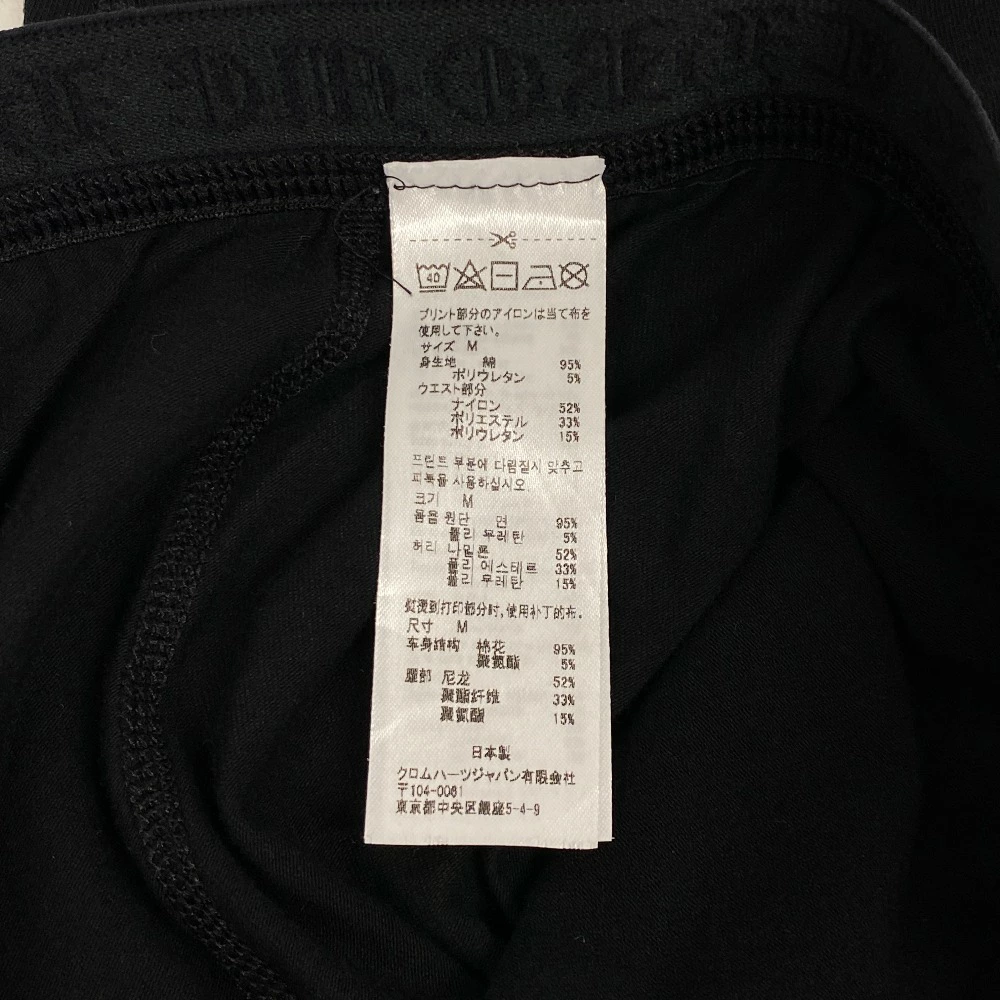 40
プリント部分のアイロンは当て布を
使用して下さい。
サイズ M
身生地 綿 95%
ポリウレタン 5%
ウエスト部分
ナイロン 52%
ポリエステル 33%
ポリウレタン 15%
프린트 부분에 다림질시 맞추고
피복을 사용하십시오.
크기 M
몸음 원단 면 95%
폴리 우레탄 5%
허리 나일론 52%
폴리 에스테르 33%
폴리 우레탄 15%
熨烫到打印部分时,使用补丁的布。
尺寸 M
车身结构 棉花 95%
聚氨酯 5%
腰部 尼龙 52%
聚酯纤维 33%
聚氨酯 15%
日本製
クロムハーツジャパン有限会社
〒104-0061
東京都中央区銀座5-4-9